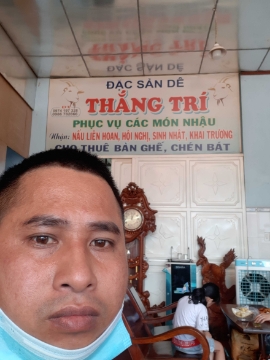 ĐẶC SẢN DÊ
THẮNG TRÍ
PHỤC VỤ CÁC MÓN NHẬU
Nhận: NẤU LIÊN HOAN, HỘI NGHỊ, SINH NHẬT, KHAI TRƯƠNG
CHO THUÊ BÀN GHẾ, CHÉN BÁT